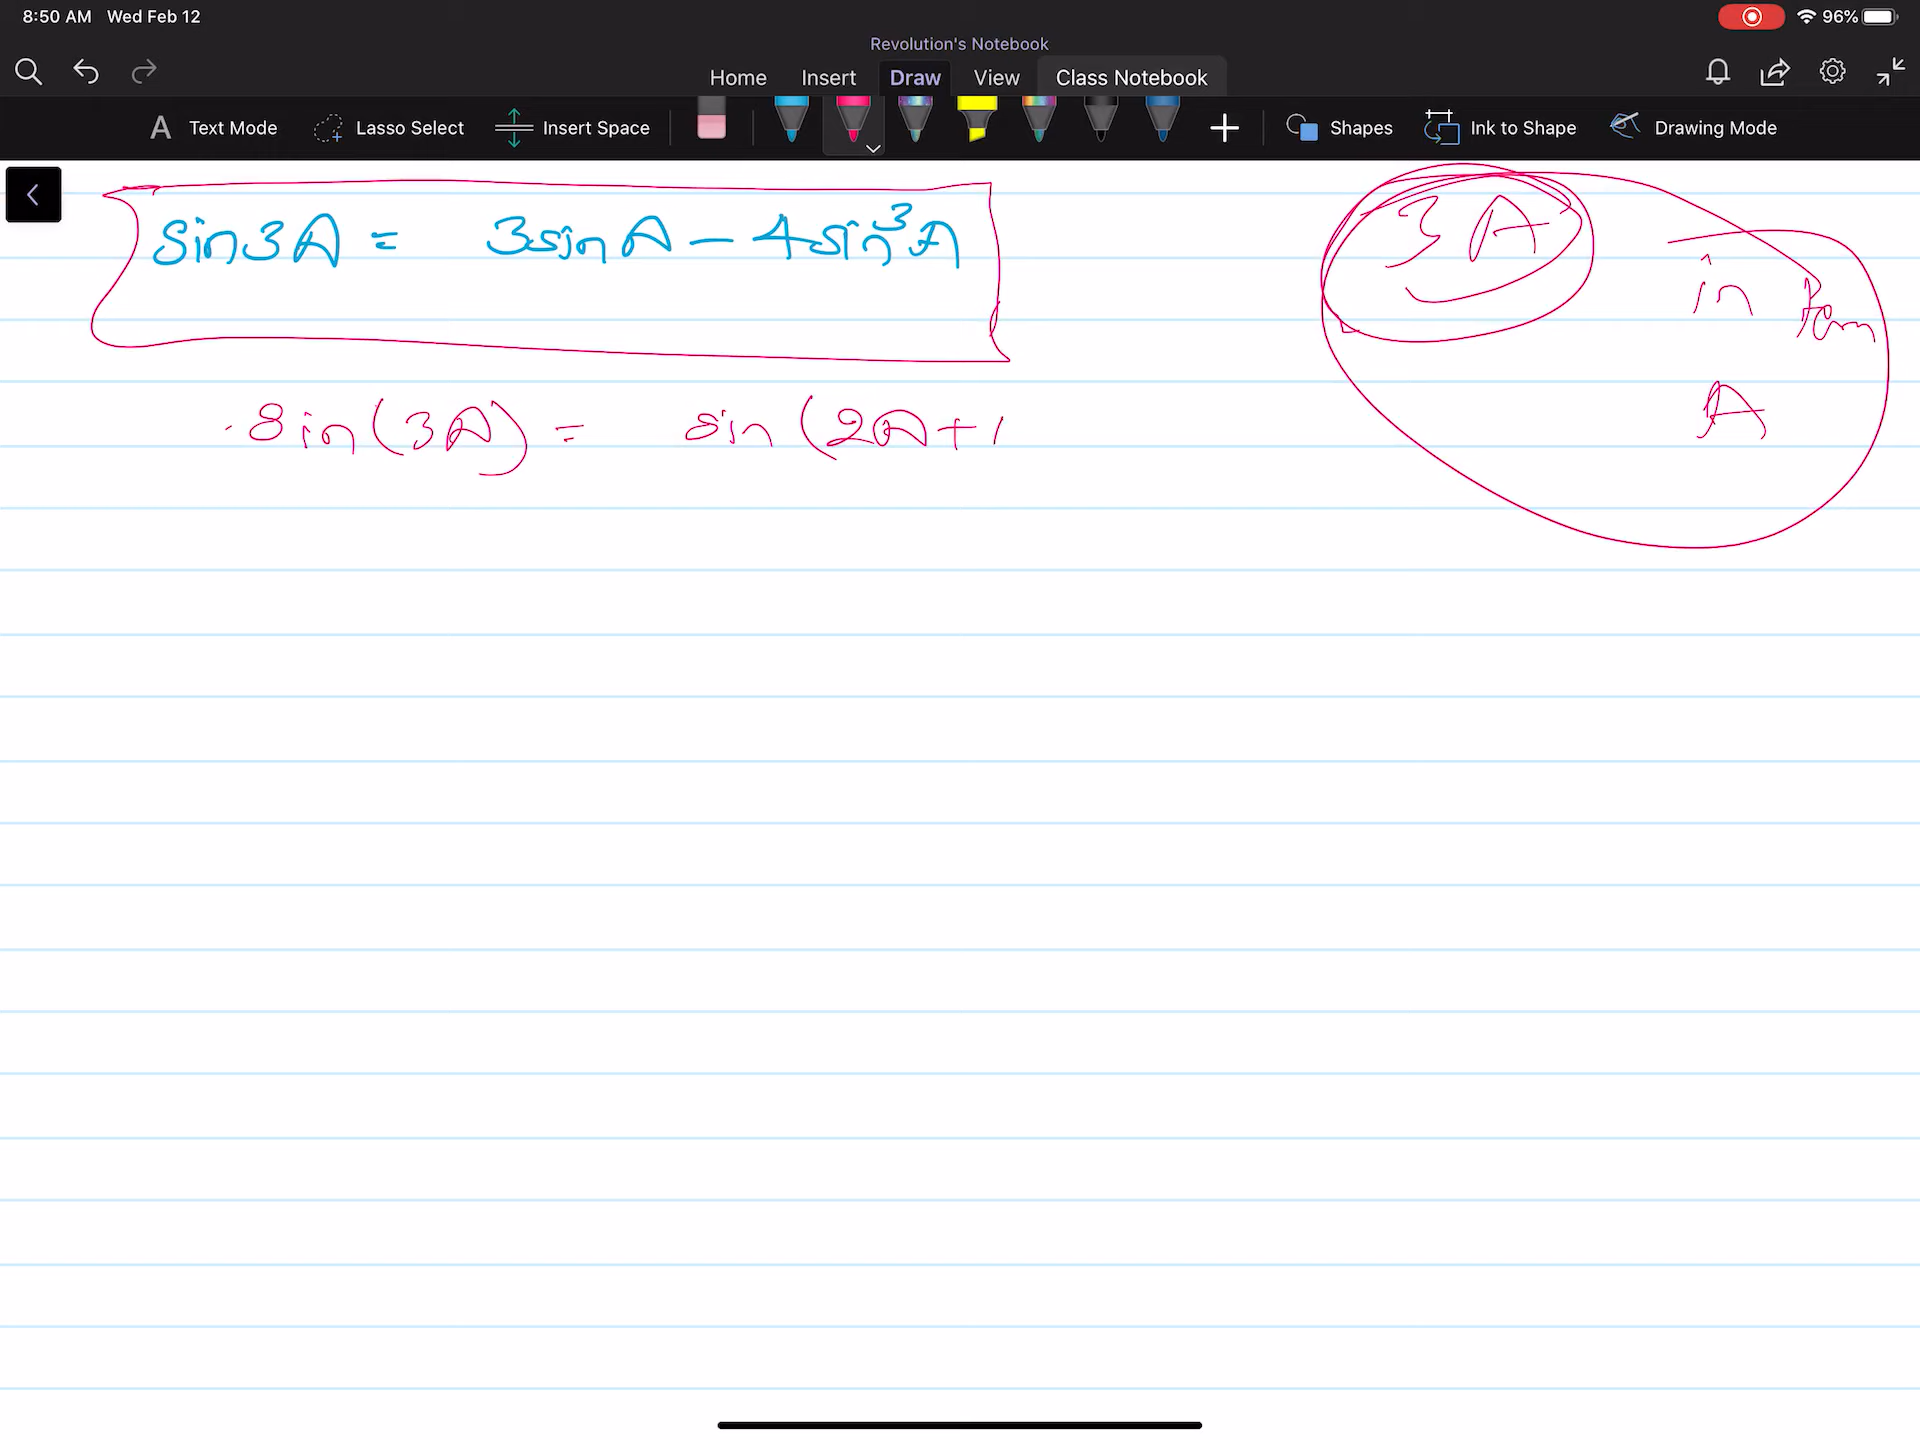 8:50 AM Wed Feb 12
96%
Revolution's Notebook
Home Insert Draw View Class Notebook
Text Mode Lasso Select Insert Space Shapes Ink to Shape Drawing Mode
sin3A = 3sinA - 4sin³A
3A
in
A
sin(3A) = sin(2A+